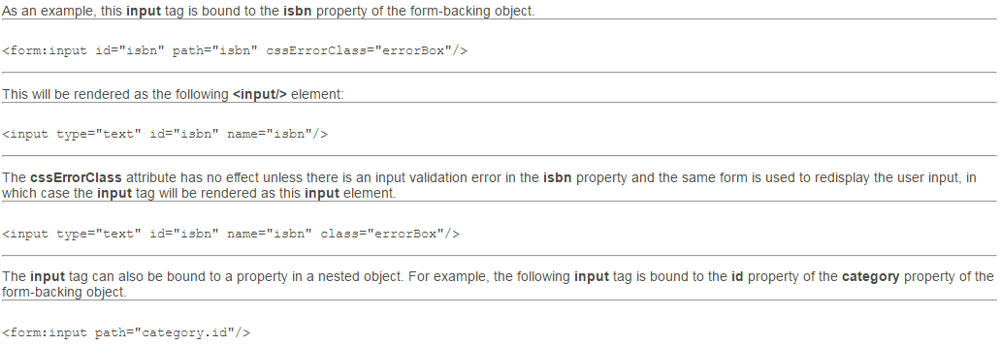 As an example, this input tag is bound to the isbn property of the form-backing object.
<form:input id="isbn" path="isbn" cssErrorClass="errorBox"/>
This will be rendered as the following <input/> element:
<input type="text" id="isbn" name="isbn"/>
The cssErrorClass attribute has no effect unless there is an input validation error in the isbn property and the same form is used to redisplay the user input, in
which case the input tag will be rendered as this input element.
<input type="text" id="isbn" name="isbn" class="errorBox"/>
The input tag can also be bound to a property in a nested object. For example, the following input tag is bound to the id property of the category property of the
form-backing object.
<form:input path="category.id"/>